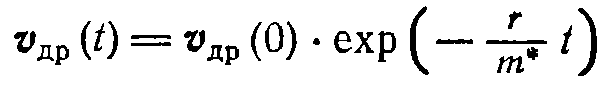 v_др (t) = v_др (0) · exp (− r/m* t)